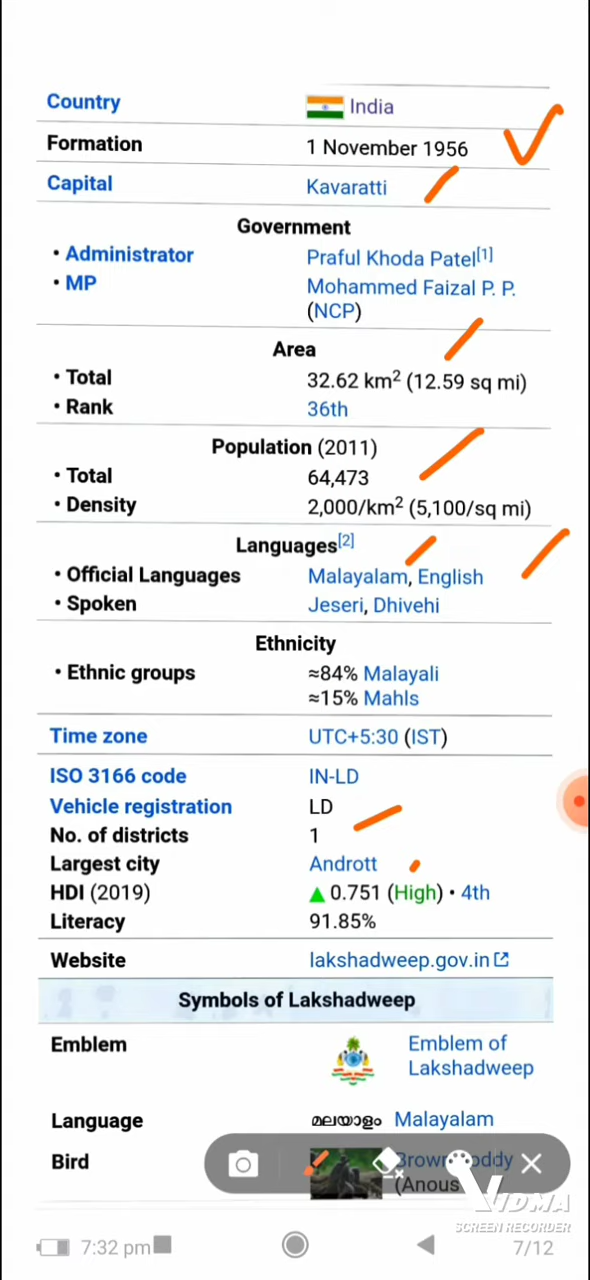 Country India
Formation 1 November 1956
Capital Kavaratti
Government
• Administrator Praful Khoda Patel[1]
• MP Mohammed Faizal P. P.
(NCP)
Area
• Total 32.62 km2 (12.59 sq mi)
• Rank 36th
Population (2011)
• Total 64,473
• Density 2,000/km2 (5,100/sq mi)
Languages[2]
• Official Languages Malayalam, English
• Spoken Jeseri, Dhivehi
Ethnicity
• Ethnic groups ≈84% Malayali
≈15% Mahls
Time zone UTC+5:30 (IST)
ISO 3166 code IN-LD
Vehicle registration LD
No. of districts 1
Largest city Andrott
HDI (2019) ▲ 0.751 (High) • 4th
Literacy 91.85%
Website lakshadweep.gov.in
Symbols of Lakshadweep
Emblem Emblem of
Lakshadweep
Language മലയാളം Malayalam
Bird Brown
(Anous
VIDMA
SCREEN RECORDER
7:32 pm 7/12